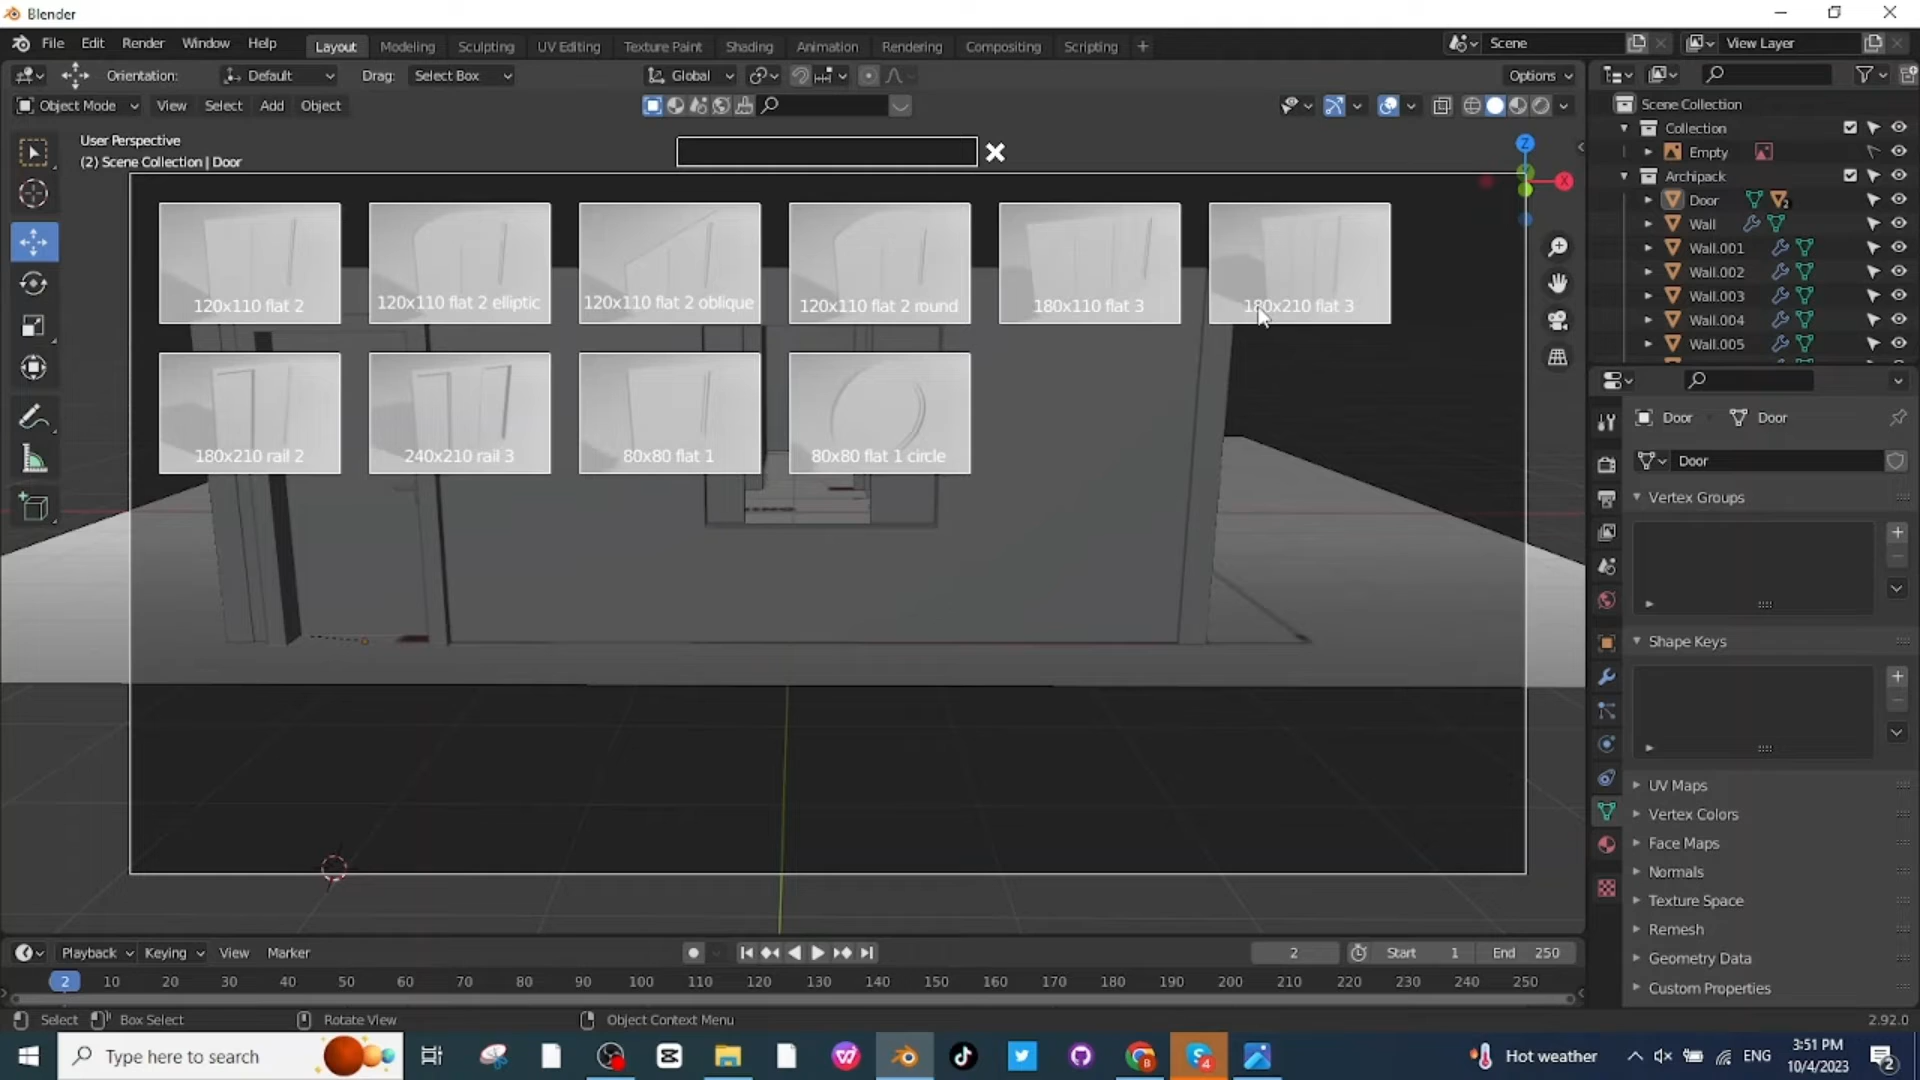 Blender
File Edit Render Window Help Layout Modeling Sculpting UV Editing Texture Paint Shading Animation Rendering Compositing Scripting + Scene View Layer
Orientation: Default Drag: Select Box Global Options
Object Mode View Select Add Object
User Perspective
(2) Scene Collection | Door
Scene Collection
Collection
Empty
Archipack
Door
Wall
Wall.001
Wall.002
Wall.003
Wall.004
Wall.005
Z
X
120x110 flat 2
120x110 flat 2 elliptic
120x110 flat 2 oblique
120x110 flat 2 round
180x110 flat 3
180x210 flat 3
180x210 rail 2
240x210 rail 3
80x80 flat 1
80x80 flat 1 circle
Door Door
Door
Vertex Groups
Shape Keys
UV Maps
Vertex Colors
Face Maps
Normals
Texture Space
Remesh
Geometry Data
Custom Properties
Playback Keying View Marker 2 Start 1 End 250
2 10 20 30 40 50 60 70 80 90 100 110 120 130 140 150 160 170 180 190 200 210 220 230 240 250
Select Box Select Rotate View Object Context Menu 2.92.0
Type here to search
Hot weather
ENG
3:51 PM
10/4/2023